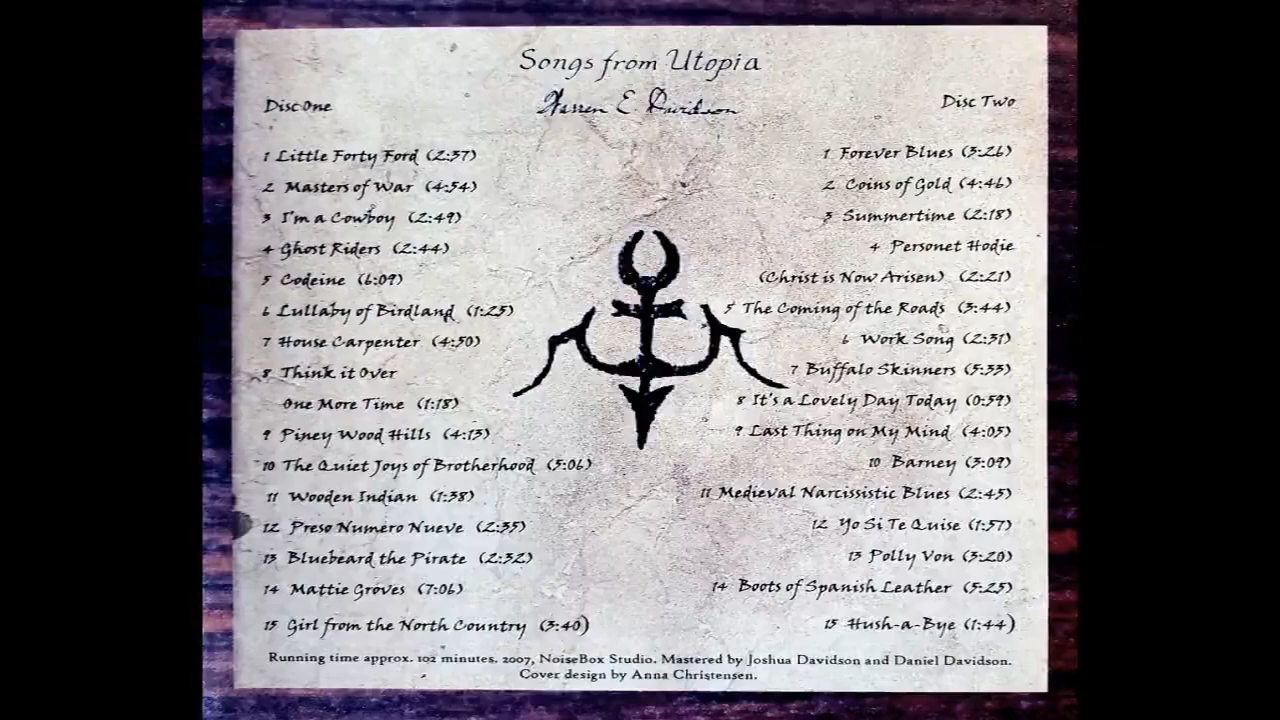 Songs from Utopia
Warren E. Davidson
Disc One
1 Little Forty Ford (2:37)
2 Masters of War (4:54)
3 I'm a Cowboy (2:49)
4 Ghost Riders (2:44)
5 Codeine (6:09)
6 Lullaby of Birdland (1:25)
7 House Carpenter (4:50)
8 Think it Over
One More Time (1:18)
9 Piney Wood Hills (4:13)
10 The Quiet Joys of Brotherhood (5:06)
11 Wooden Indian (1:38)
12 Preso Numero Nueve (2:35)
13 Bluebeard the Pirate (2:32)
14 Mattie Groves (7:06)
15 Girl from the North Country (3:40)
Disc Two
1 Forever Blues (3:26)
2 Coins of Gold (4:46)
3 Summertime (2:18)
4 Personet Hodie
(Christ is Now Arisen) (2:21)
5 The Coming of the Roads (3:44)
6 Work Song (2:31)
7 Buffalo Skinners (5:33)
8 It's a Lovely Day Today (0:59)
9 Last Thing on My Mind (4:05)
10 Barney (3:09)
11 Medieval Narcissistic Blues (2:45)
12 Yo Si Te Quise (1:57)
13 Polly Von (3:20)
14 Boots of Spanish Leather (5:25)
15 Hush-a-Bye (1:44)
Running time approx. 102 minutes. 2007, NoiseBox Studio. Mastered by Joshua Davidson and Daniel Davidson.
Cover design by Anna Christensen.